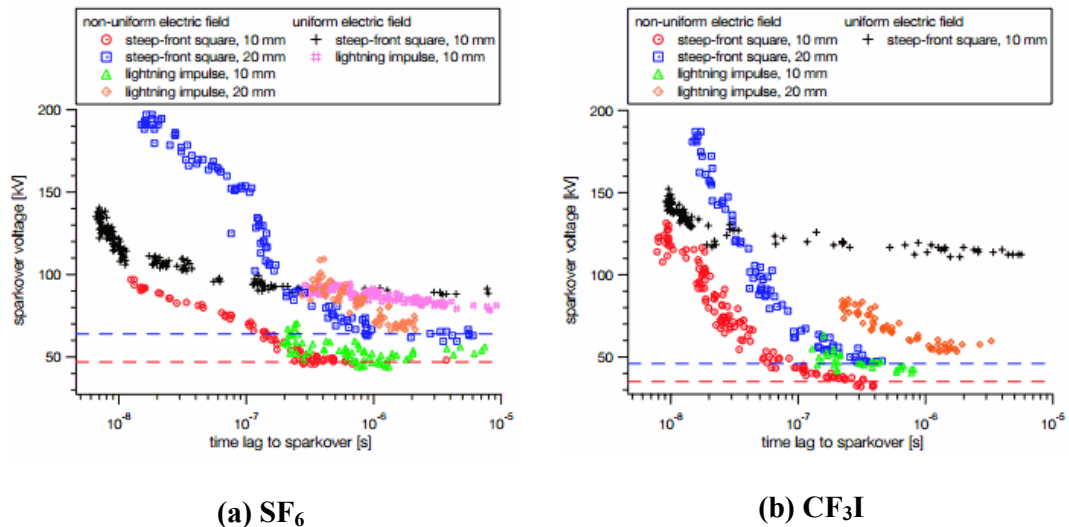 non-uniform electric field uniform electric field
steep-front square, 10 mm steep-front square, 10 mm
steep-front square, 20 mm lightning impulse, 10 mm
lightning impulse, 10 mm
lightning impulse, 20 mm
200
150
100
50
sparkover voltage [kV]
10⁻⁸ 10⁻⁷ 10⁻⁶ 10⁻⁵
time lag to sparkover [s]
(a) SF₆
non-uniform electric field uniform electric field
steep-front square, 10 mm steep-front square, 10 mm
steep-front square, 20 mm
lightning impulse, 10 mm
lightning impulse, 20 mm
200
150
100
50
sparkover voltage [kV]
10⁻⁸ 10⁻⁷ 10⁻⁶ 10⁻⁵
time lag to sparkover [s]
(b) CF₃I